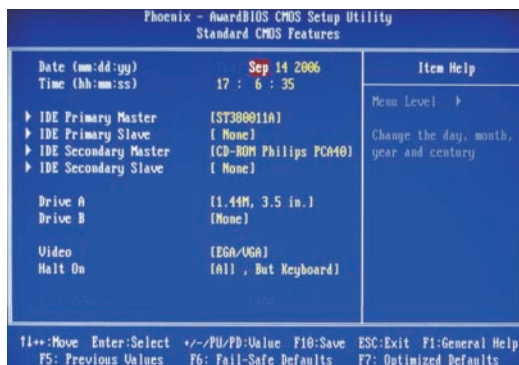 Phoenix - AwardBIOS CMOS Setup Utility
Standard CMOS Features
Date (mm:dd:yy) Sep 14 2006
Time (hh:mm:ss) 17 : 6 : 35
IDE Primary Master [ST380011A]
IDE Primary Slave [ None]
IDE Secondary Master [CD-ROM Philips PCA40]
IDE Secondary Slave [ None]
Drive A [1.44M, 3.5 in.]
Drive B [None]
Video [EGA/VGA]
Halt On [All , But Keyboard]
Item Help
Menu Level
Change the day, month,
year and century
↑↓↔:Move Enter:Select +/-/PU/PD:Value F10:Save ESC:Exit F1:General Help
F5: Previous Values F6: Fail-Safe Defaults F7: Optimized Defaults